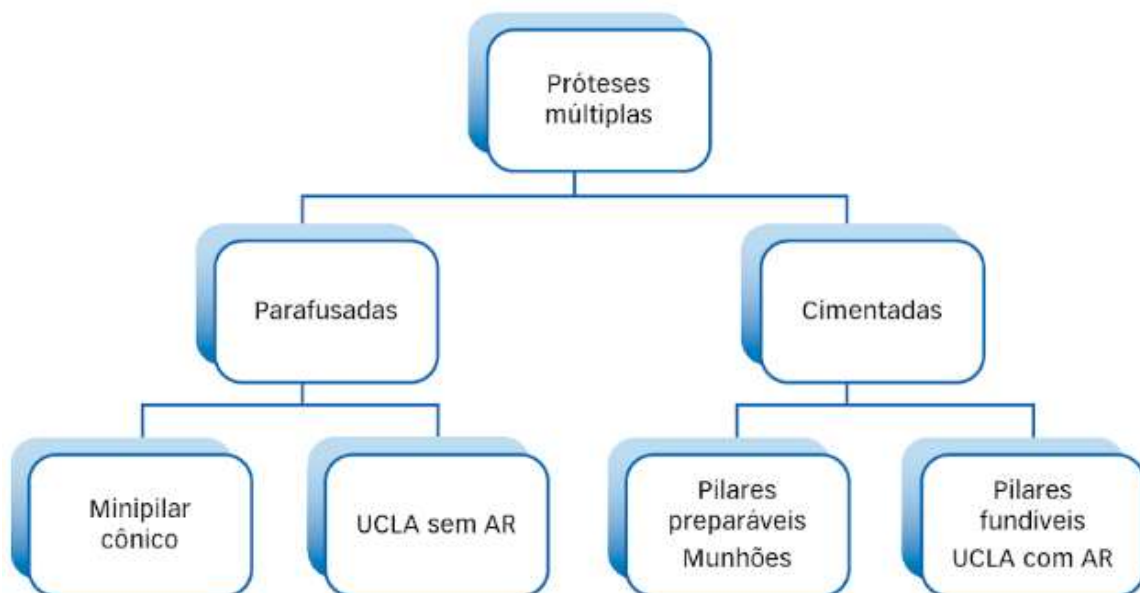 Próteses
múltiplas
Parafusadas
Cimentadas
Minipilar
cônico
UCLA sem AR
Pilares
preparáveis
Munhões
Pilares
fundíveis
UCLA com AR